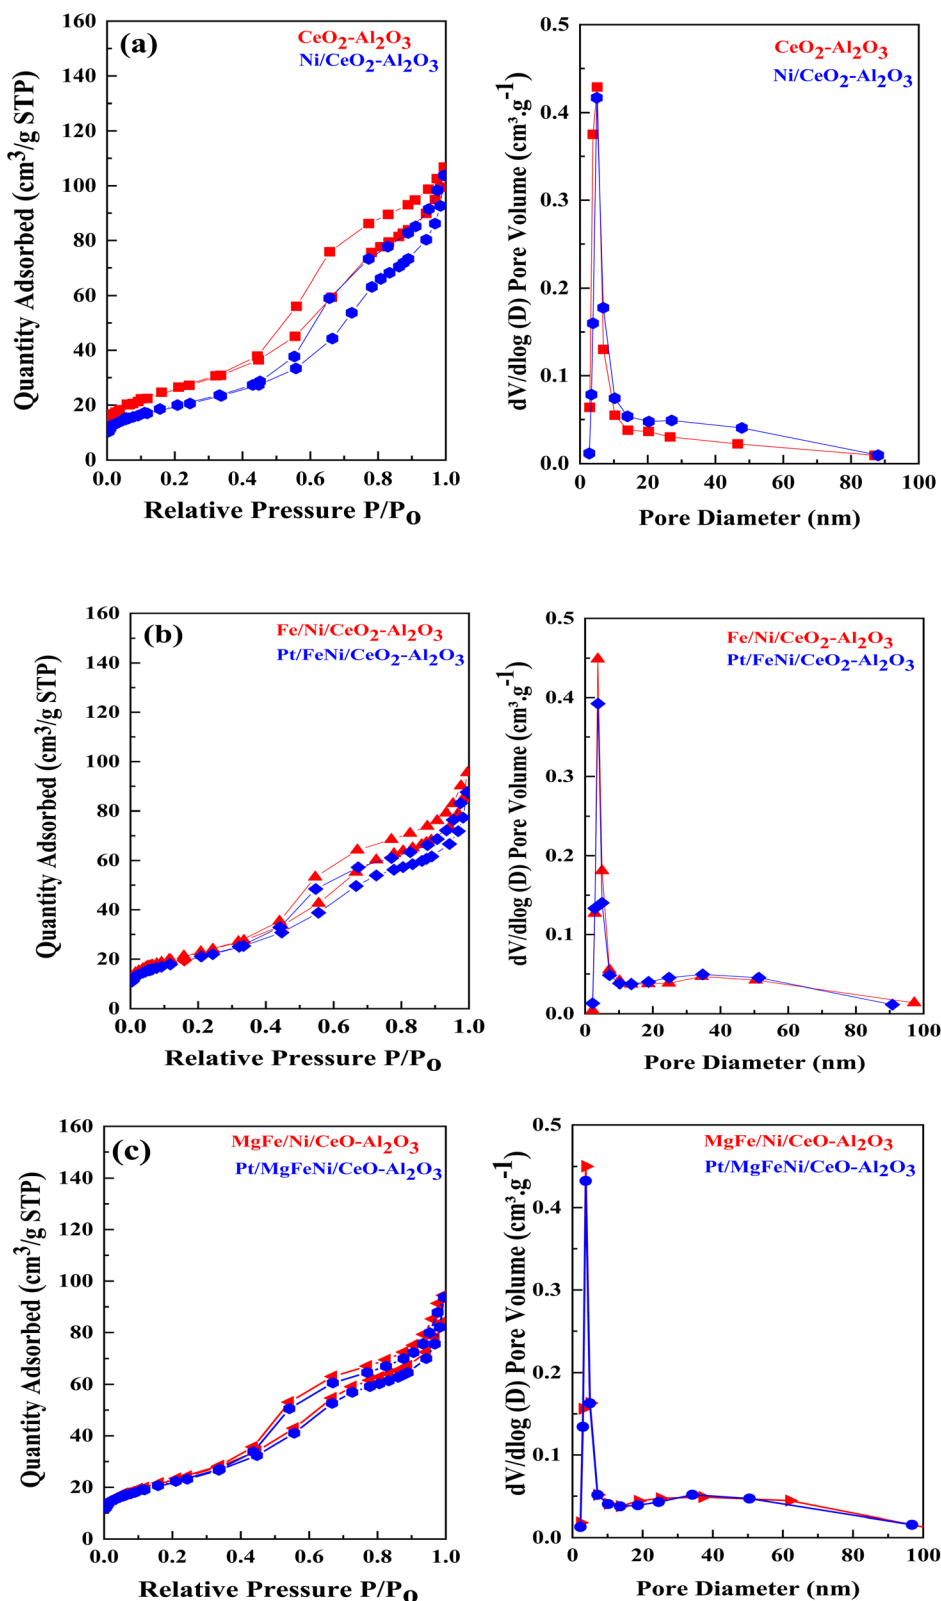 (a)
CeO₂-Al₂O₃
Ni/CeO₂-Al₂O₃
Quantity Adsorbed (cm³/g STP)
160
140
120
100
80
60
40
20
0
0.0 0.2 0.4 0.6 0.8 1.0
Relative Pressure P/Po
CeO₂-Al₂O₃
Ni/CeO₂-Al₂O₃
dV/dlog (D) Pore Volume (cm³.g⁻¹)
0.5
0.4
0.3
0.2
0.1
0.0
0 20 40 60 80 100
Pore Diameter (nm)
(b)
Fe/Ni/CeO₂-Al₂O₃
Pt/FeNi/CeO₂-Al₂O₃
Quantity Adsorbed (cm³/g STP)
160
140
120
100
80
60
40
20
0
0.0 0.2 0.4 0.6 0.8 1.0
Relative Pressure P/Po
Fe/Ni/CeO₂-Al₂O₃
Pt/FeNi/CeO₂-Al₂O₃
dV/dlog (D) Pore Volume (cm³.g⁻¹)
0.5
0.4
0.3
0.2
0.1
0.0
0 20 40 60 80 100
Pore Diameter (nm)
(c)
MgFe/Ni/CeO-Al₂O₃
Pt/MgFeNi/CeO-Al₂O₃
Quantity Adsorbed (cm³/g STP)
160
140
120
100
80
60
40
20
0
0.0 0.2 0.4 0.6 0.8 1.0
Relative Pressure P/Po
MgFe/Ni/CeO-Al₂O₃
Pt/MgFeNi/CeO-Al₂O₃
dV/dlog (D) Pore Volume (cm³.g⁻¹)
0.5
0.4
0.3
0.2
0.1
0.0
0 20 40 60 80 100
Pore Diameter (nm)